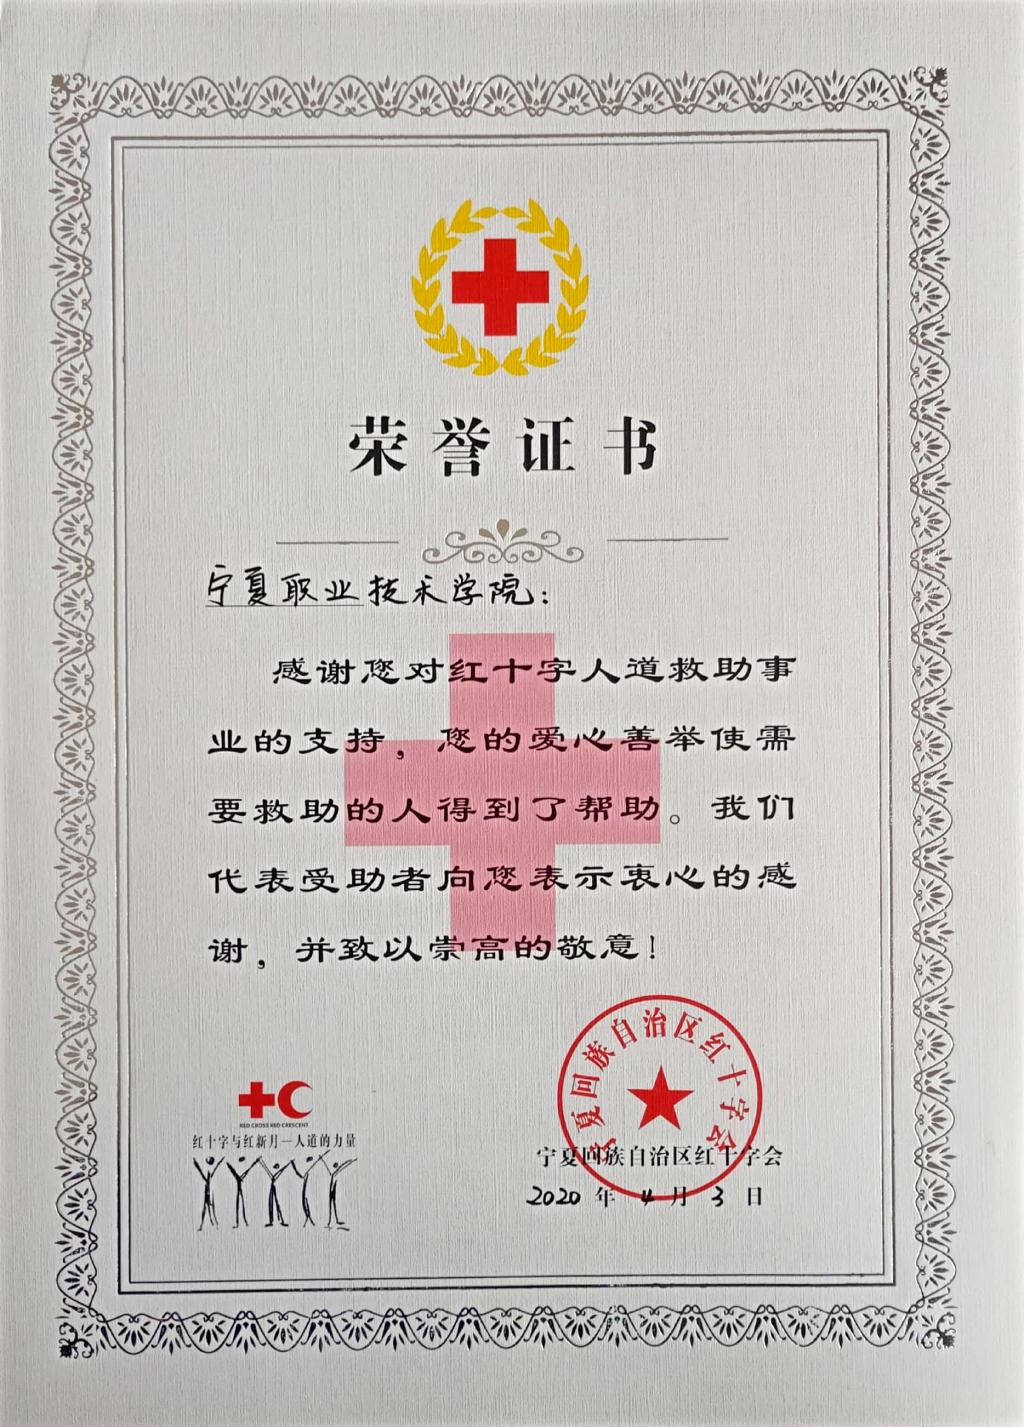 荣誉证书
宁夏职业技术学院：
感谢您对红十字人道救助事
业的支持，您的爱心善举使需
要救助的人得到了帮助。我们
代表受助者向您表示衷心的感
谢，并致以崇高的敬意！
宁夏回族自治区红十字会
RED CROSS RED CRESCENT
红十字与红新月—人道的力量
宁夏回族自治区红十字会
2020 年 4 月 3 日